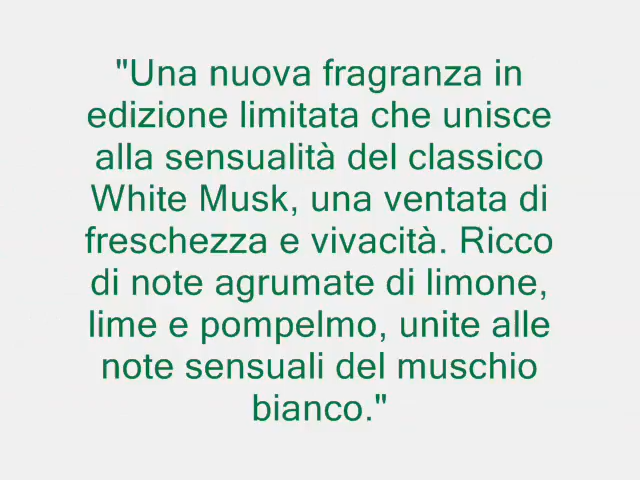 "Una nuova fragranza in
edizione limitata che unisce
alla sensualità del classico
White Musk, una ventata di
freschezza e vivacità. Ricco
di note agrumate di limone,
lime e pompelmo, unite alle
note sensuali del muschio
bianco."